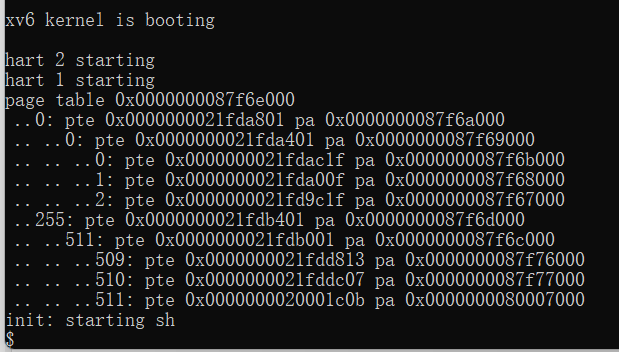 xv6 kernel is booting
hart 2 starting
hart 1 starting
page table 0x0000000087f6e000
..0: pte 0x0000000021fda801 pa 0x0000000087f6a000
.. ..0: pte 0x0000000021fda401 pa 0x0000000087f69000
.. .. ..0: pte 0x0000000021fdac1f pa 0x0000000087f6b000
.. .. ..1: pte 0x0000000021fda00f pa 0x0000000087f68000
.. .. ..2: pte 0x0000000021fd9c1f pa 0x0000000087f67000
..255: pte 0x0000000021fdb401 pa 0x0000000087f6d000
.. ..511: pte 0x0000000021fdb001 pa 0x0000000087f6c000
.. .. ..509: pte 0x0000000021fdd813 pa 0x0000000087f76000
.. .. ..510: pte 0x0000000021fddc07 pa 0x0000000087f77000
.. .. ..511: pte 0x0000000020001c0b pa 0x0000000080007000
init: starting sh
$